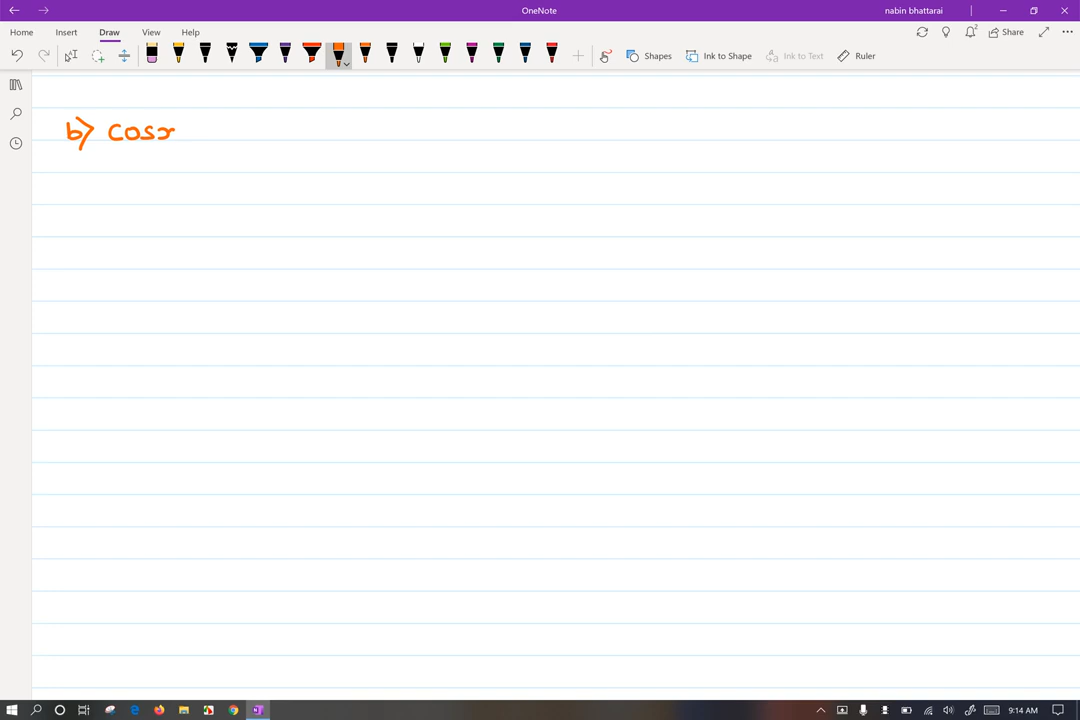 OneNote
nabin bhattarai
Home Insert Draw View Help
2
Share
Shapes
Ink to Shape
Ink to Text
Ruler
b) cosx
9:14 AM